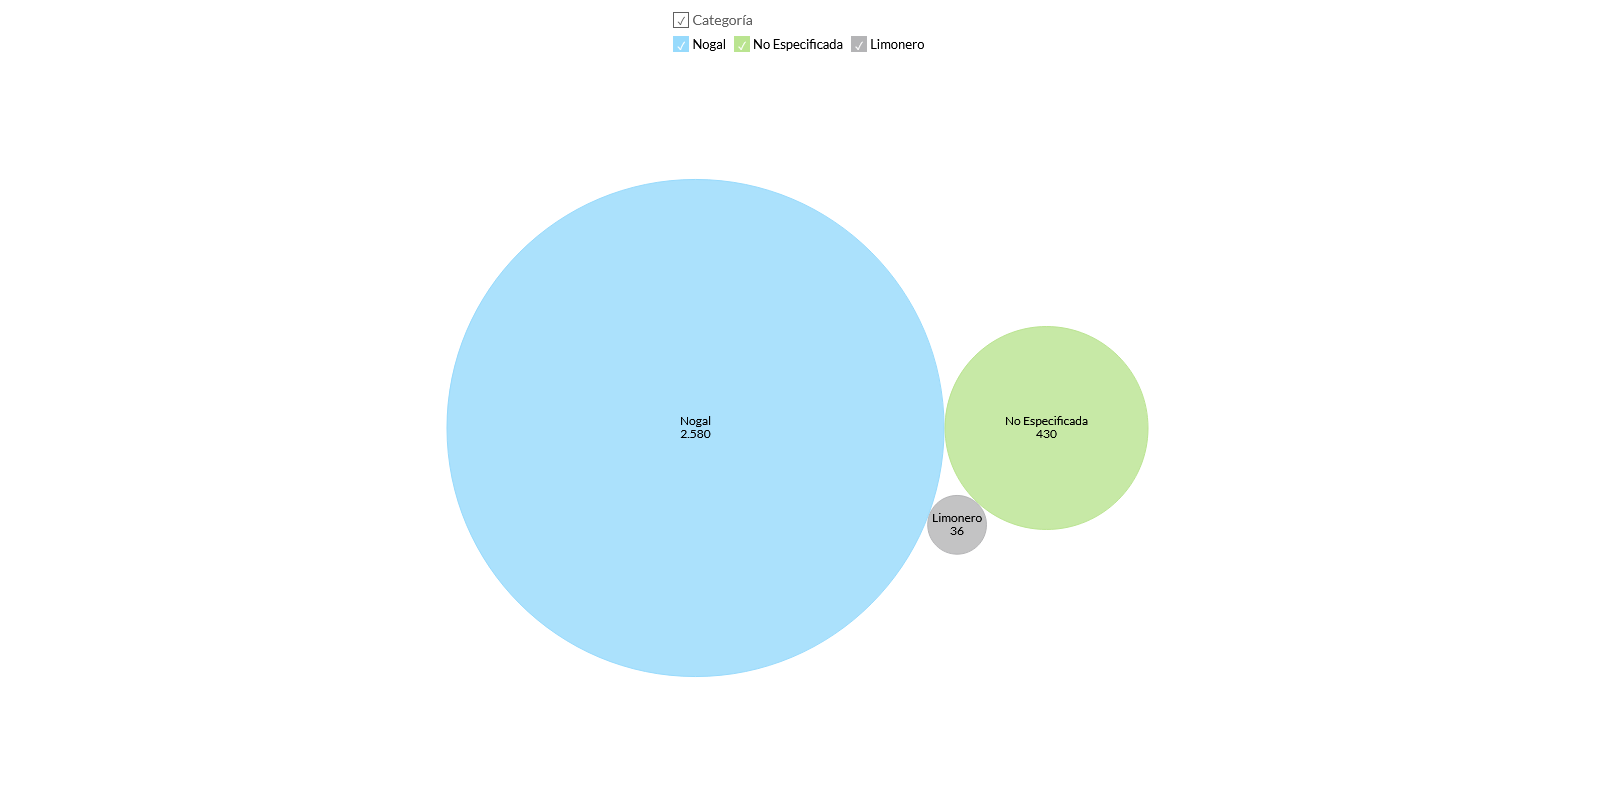 Categoría
Nogal No Especificada Limonero
Nogal
2.580
No Especificada
430
Limonero
36